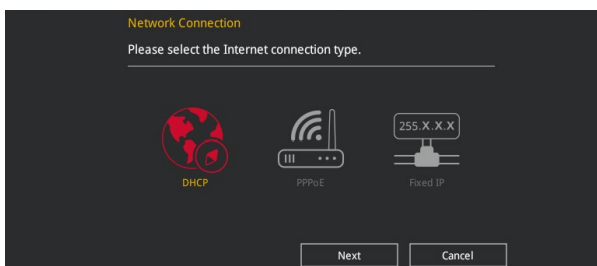 Network Connection
Please select the Internet connection type.
255.X.X.X
DHCP
PPPoE
Fixed IP
Next
Cancel